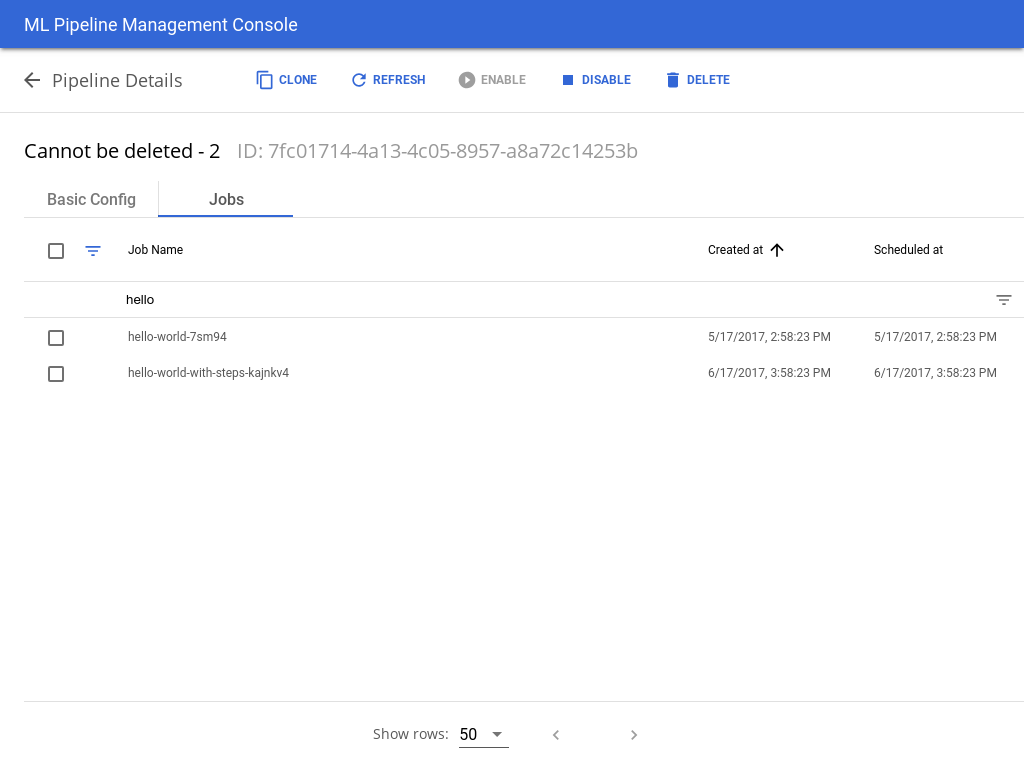 ML Pipeline Management Console
Pipeline Details CLONE REFRESH ENABLE DISABLE DELETE
Cannot be deleted - 2 ID: 7fc01714-4a13-4c05-8957-a8a72c14253b
Basic Config Jobs
Job Name Created at Scheduled at
hello
hello-world-7sm94 5/17/2017, 2:58:23 PM 5/17/2017, 2:58:23 PM
hello-world-with-steps-kajnkv4 6/17/2017, 3:58:23 PM 6/17/2017, 3:58:23 PM
Show rows: 50